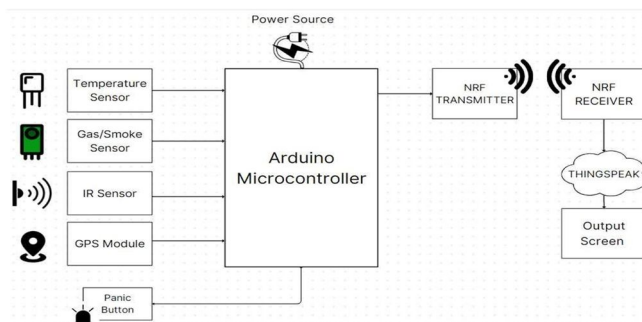 Power Source
Temperature
Sensor
Gas/Smoke
Sensor
IR Sensor
GPS Module
Panic
Button
Arduino
Microcontroller
NRF
TRANSMITTER
NRF
RECEIVER
THINGSPEAK
Output
Screen